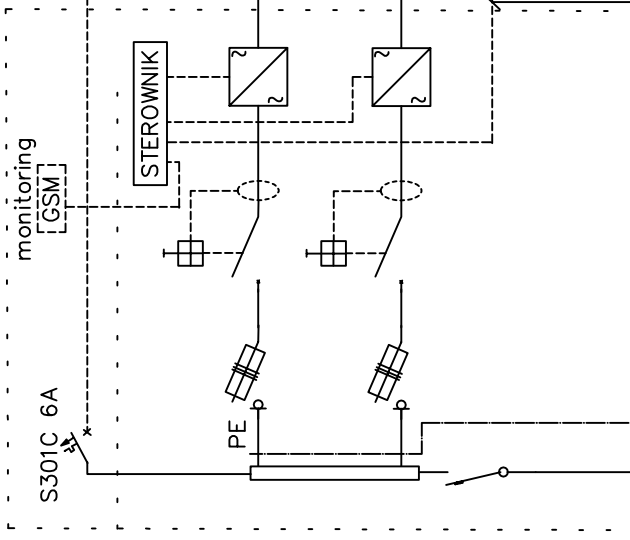 monitoring
GSM
STEROWNIK
S301C 6A
PE